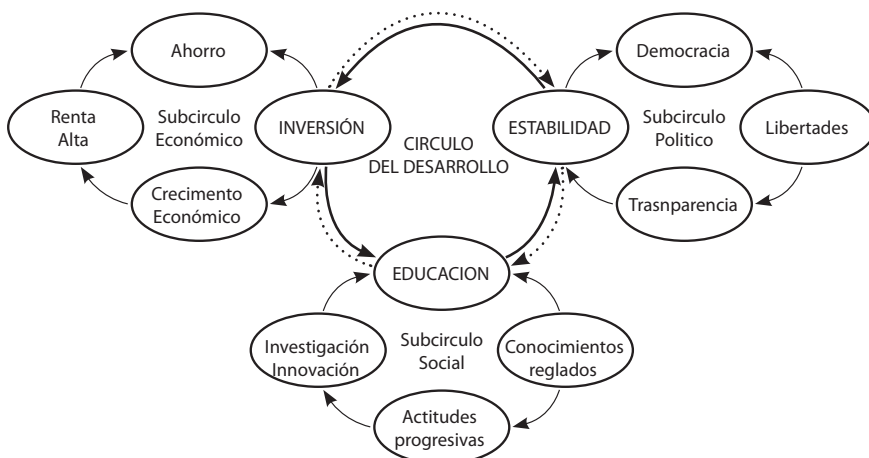 Ahorro
Renta
Alta
Subcirculo
Económico
INVERSIÓN
Crecimento
Económico
CIRCULO
DEL DESARROLLO
Democracia
ESTABILIDAD
Subcirculo
Politico
Libertades
Trasnparencia
EDUCACION
Investigación
Innovación
Subcirculo
Social
Conocimientos
reglados
Actitudes
progresivas